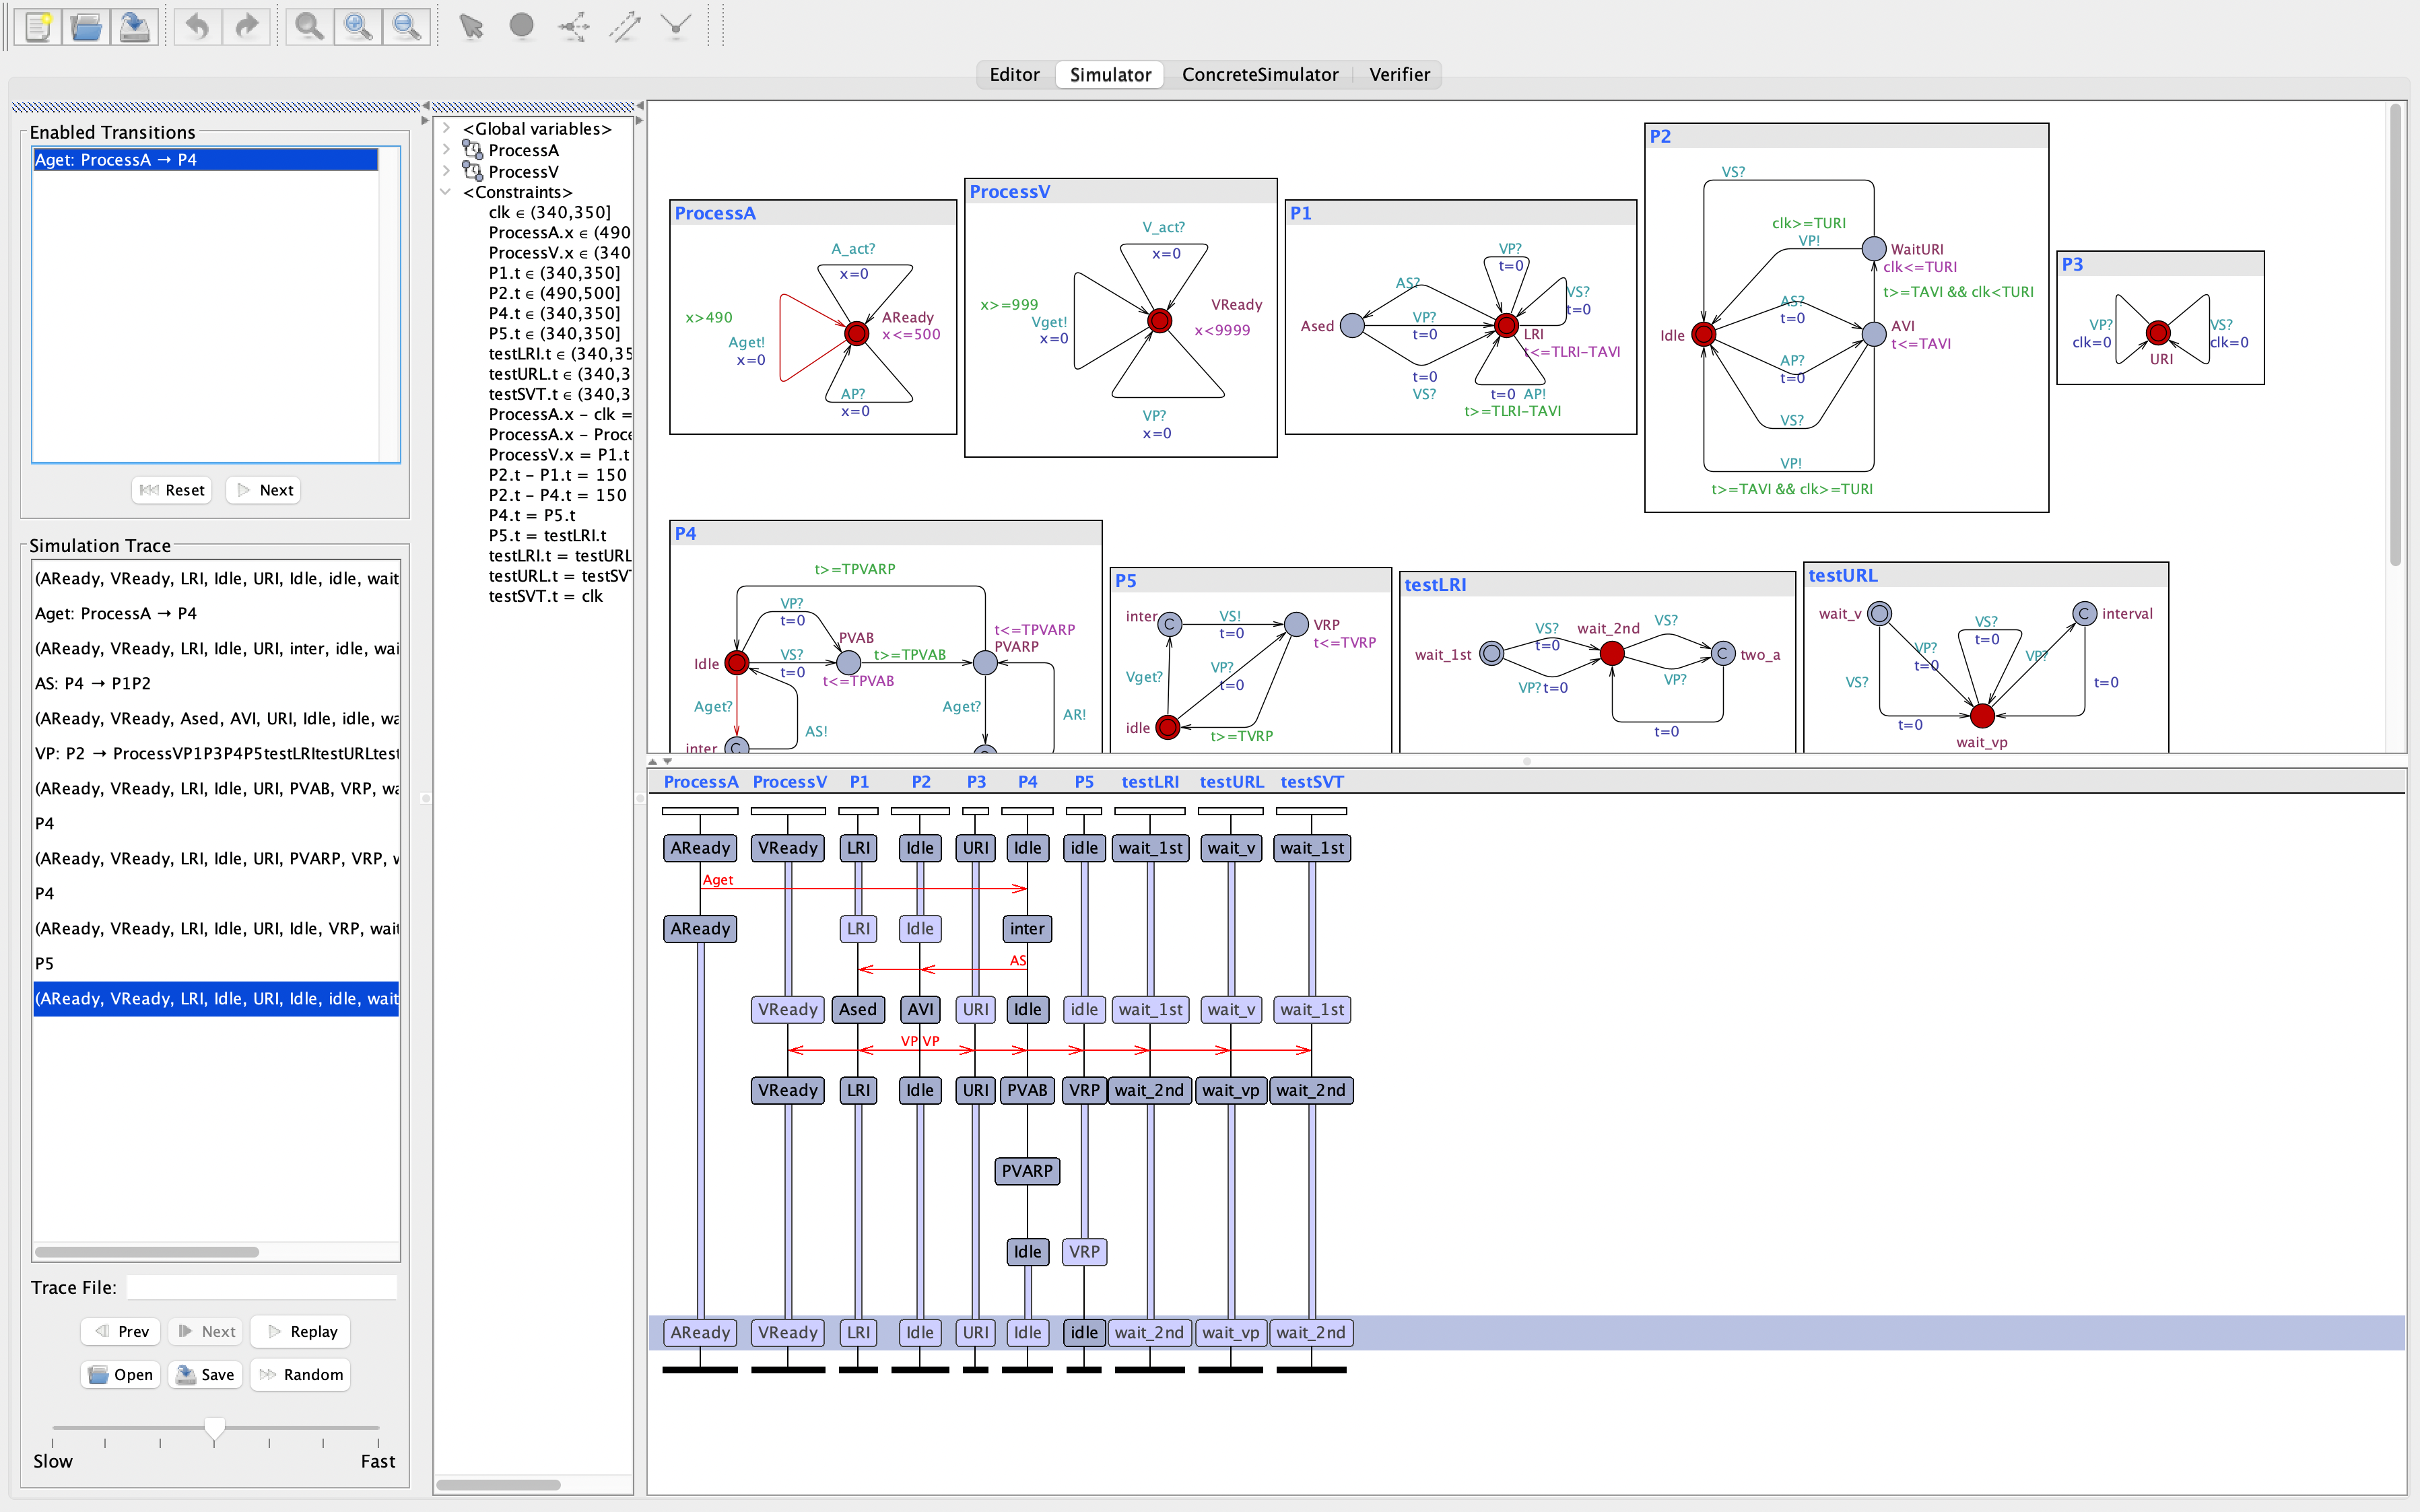 Editor Simulator ConcreteSimulator Verifier
Enabled Transitions
Aget: ProcessA → P4
Reset Next
Simulation Trace
(AReady, VReady, LRI, Idle, URI, Idle, idle, wait
Aget: ProcessA → P4
(AReady, VReady, LRI, Idle, URI, inter, idle, wai
AS: P4 → P1P2
(AReady, VReady, Ased, AVI, URI, Idle, idle, wa
VP: P2 → ProcessVP1P3P4P5testLRItestURLtest
(AReady, VReady, LRI, Idle, URI, PVAB, VRP, wa
P4
(AReady, VReady, LRI, Idle, URI, PVARP, VRP, w
P4
(AReady, VReady, LRI, Idle, URI, Idle, VRP, wait
P5
(AReady, VReady, LRI, Idle, URI, Idle, idle, wait
Trace File:
Prev Next Replay
Open Save Random
Slow Fast
<Global variables>
ProcessA
ProcessV
<Constraints>
clk ∈ (340,350]
ProcessA.x ∈ (490
ProcessV.x ∈ (340
P1.t ∈ (340,350]
P2.t ∈ (490,500]
P4.t ∈ (340,350]
P5.t ∈ (340,350]
testLRI.t ∈ (340,35
testURL.t ∈ (340,3
testSVT.t ∈ (340,3
ProcessA.x – clk =
ProcessA.x – Proce
ProcessV.x = P1.t
P2.t – P1.t = 150
P2.t – P4.t = 150
P4.t = P5.t
P5.t = testLRI.t
testLRI.t = testURL
testURL.t = testSV
testSVT.t = clk
ProcessA
A_act?
x=0
x>490
Aget!
x=0
AReady
x<=500
AP?
x=0
ProcessV
V_act?
x=0
x>=999
Vget!
x=0
VReady
x<9999
VP?
x=0
P1
VP?
t=0
AS?
VS?
t=0
Ased
VP?
t=0
LRI
t<=TLRI-TAVI
t=0
VS?
t=0 AP!
t>=TLRI-TAVI
P2
VS?
clk>=TURI
VP!
WaitURI
clk<=TURI
t>=TAVI && clk<TURI
AS?
t=0
Idle
AVI
t<=TAVI
AP?
t=0
VS?
VP!
t>=TAVI && clk>=TURI
P3
VP?
clk=0
VS?
clk=0
URI
P4
t>=TPVARP
VP?
t=0
PVAB
t<=TPVARP
PVARP
Idle
VS?
t=0
t>=TPVAB
t<=TPVAB
Aget?
Aget?
AS!
AR!
inter
P5
inter
VS!
t=0
VRP
t<=TVRP
Vget?
VP?
t=0
idle
t>=TVRP
testLRI
VS?
t=0
wait_2nd
VS?
wait_1st
two_a
VP?t=0
VP?
t=0
testURL
wait_v
interval
VS?
t=0
VP?
t=0
VP?
VS?
t=0
t=0
wait_vp
ProcessA ProcessV P1 P2 P3 P4 P5 testLRI testURL testSVT
AReady VReady LRI Idle URI Idle idle wait_1st wait_v wait_1st
Aget
AReady LRI Idle inter
AS
VReady Ased AVI URI Idle idle wait_1st wait_v wait_1st
VP VP
VReady LRI Idle URI PVAB VRP wait_2nd wait_vp wait_2nd
PVARP
Idle VRP
AReady VReady LRI Idle URI Idle idle wait_2nd wait_vp wait_2nd